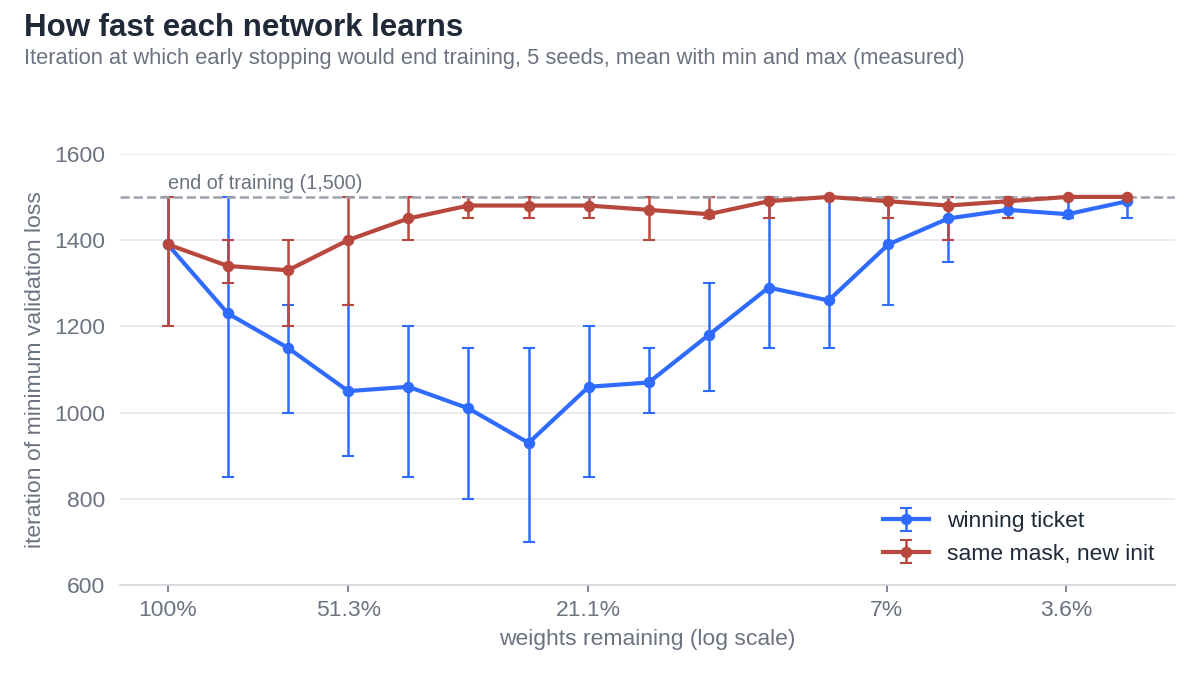 How fast each network learns
Iteration at which early stopping would end training, 5 seeds, mean with min and max (measured)
iteration of minimum validation loss
1600
1400
1200
1000
800
600
end of training (1,500)
winning ticket
same mask, new init
100%
51.3%
21.1%
7%
3.6%
weights remaining (log scale)